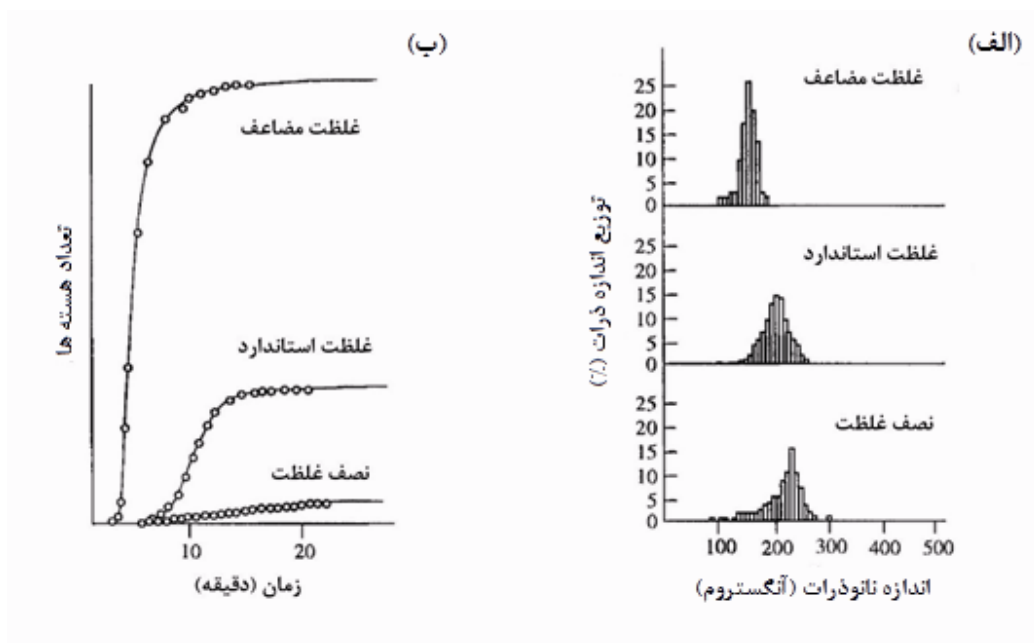 (الف)
غلظت مضاعف
25
20
15
10
5
0
غلظت استاندارد
25
20
15
10
5
0
نصف غلظت
25
20
15
10
5
0
100 200 300 400 500
توزیع اندازه ذرات (٪)
اندازه نانوذرات (آنگستروم)
(ب)
غلظت مضاعف
غلظت استاندارد
نصف غلظت
تعداد هسته ها
10 20
زمان (دقیقه)